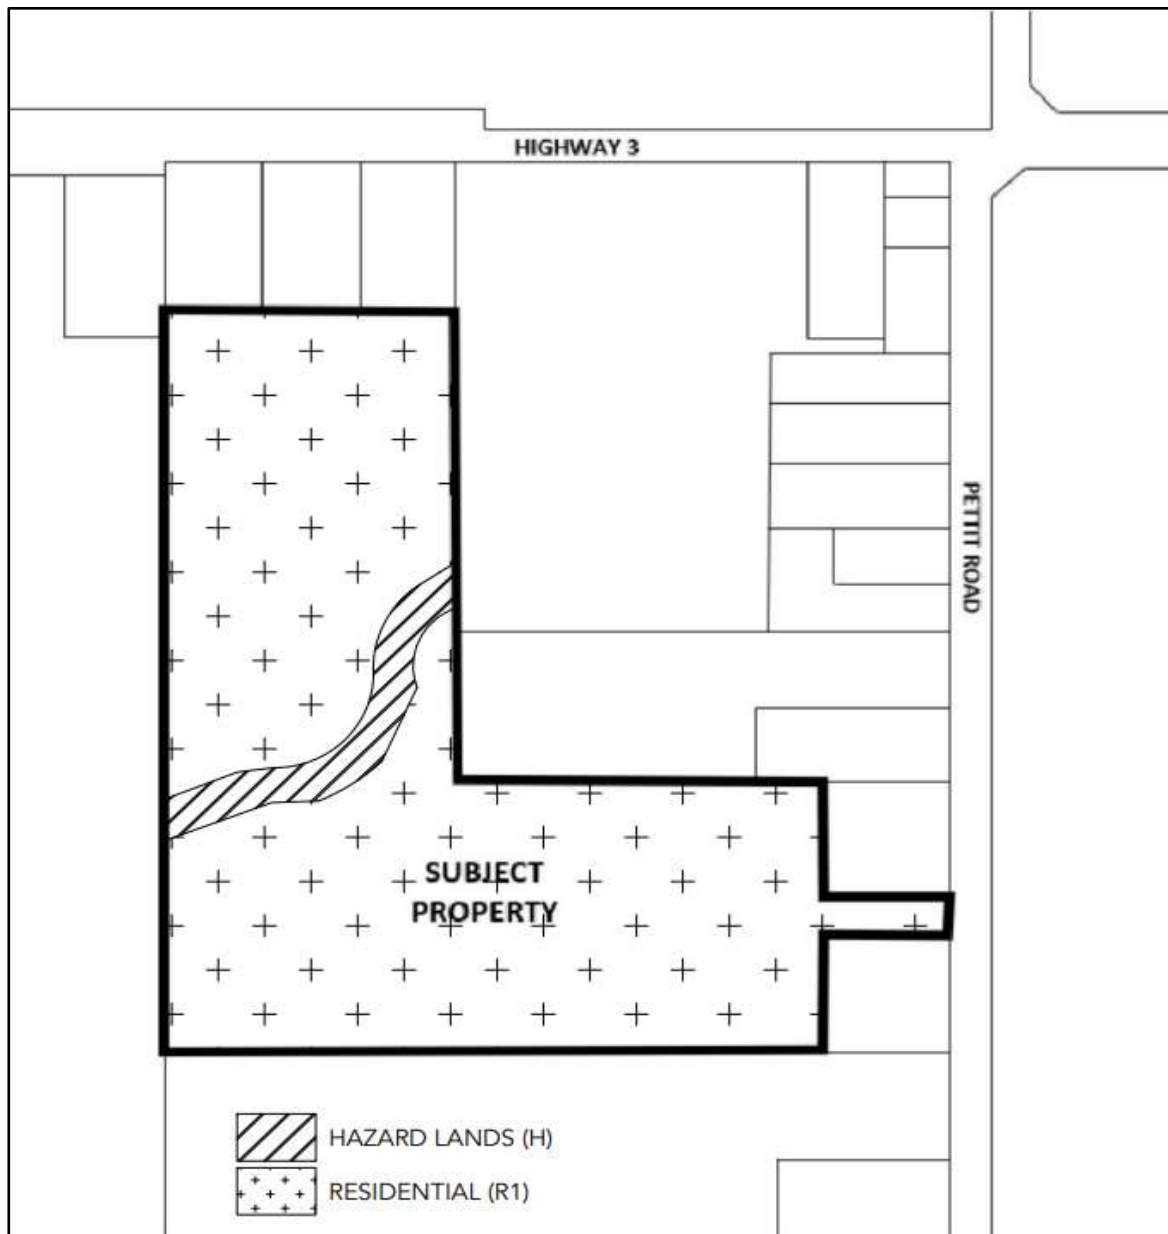 HIGHWAY 3
PETTIT ROAD
SUBJECT
PROPERTY
HAZARD LANDS (H)
RESIDENTIAL (R1)